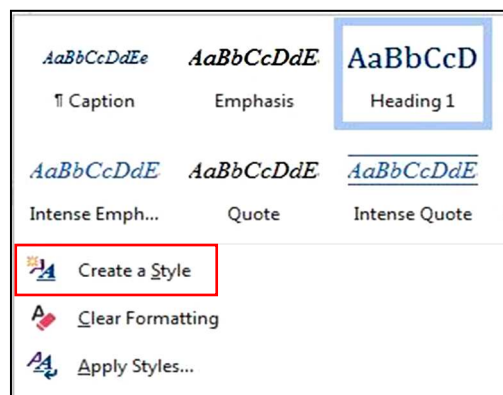 AaBbCcDdEe AaBbCcDdE AaBbCcD
¶ Caption Emphasis Heading 1
AaBbCcDdE AaBbCcDdE AaBbCcDdE
Intense Emph... Quote Intense Quote
Create a Style
Clear Formatting
Apply Styles...